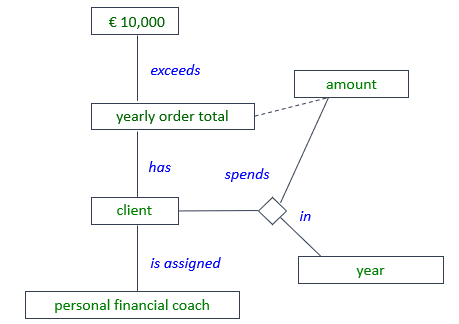 € 10,000
exceeds
amount
yearly order total
has
spends
client
in
is assigned
year
personal financial coach